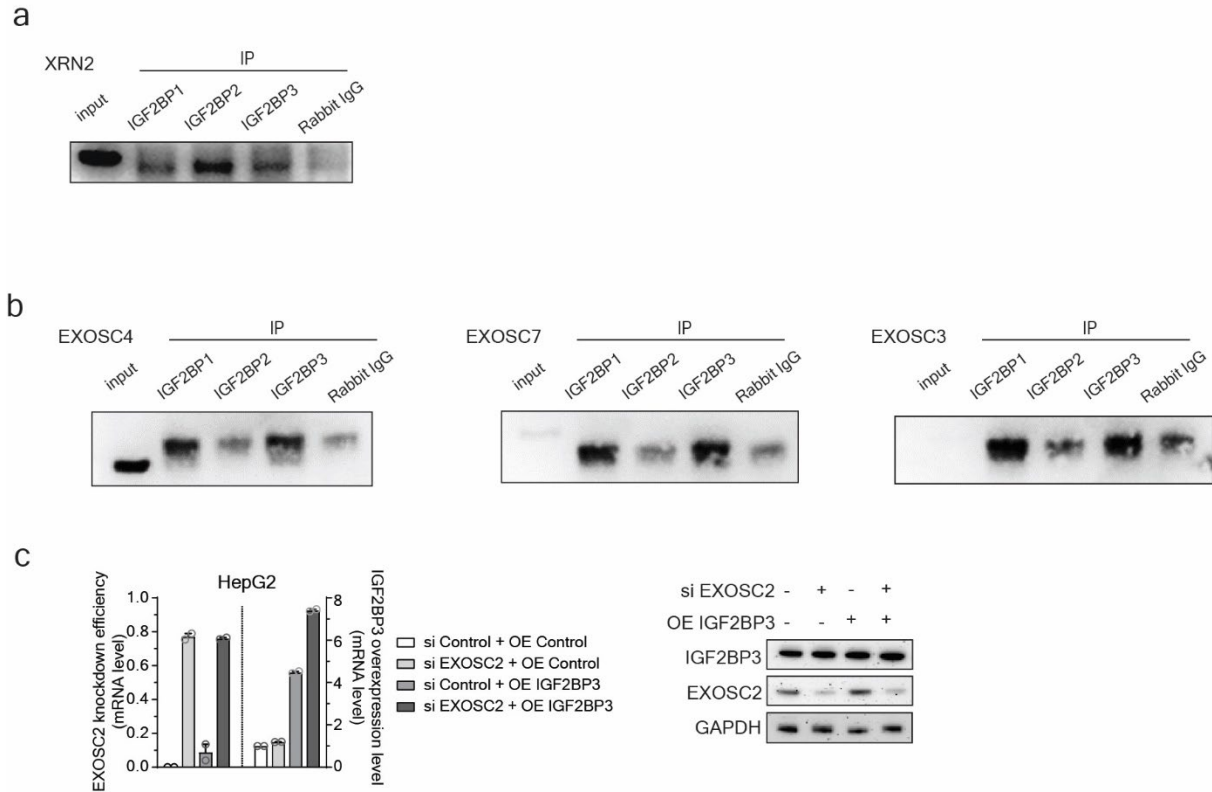 a
XRN2
IP
input
IGF2BP1
IGF2BP2
IGF2BP3
Rabbit IgG
b
EXOSC4
IP
input
IGF2BP1
IGF2BP2
IGF2BP3
Rabbit IgG
EXOSC7
IP
input
IGF2BP1
IGF2BP2
IGF2BP3
Rabbit IgG
EXOSC3
IP
input
IGF2BP1
IGF2BP2
IGF2BP3
Rabbit IgG
c
HepG2
EXOSC2 knockdown efficiency
(mRNA level)
1.0
0.8
0.6
0.4
0.2
0.0
8
6
4
2
0
IGF2BP3 overexpression level
(mRNA level)
si Control + OE Control
si EXOSC2 + OE Control
si Control + OE IGF2BP3
si EXOSC2 + OE IGF2BP3
si EXOSC2 - + - +
OE IGF2BP3 - - + +
IGF2BP3
EXOSC2
GAPDH